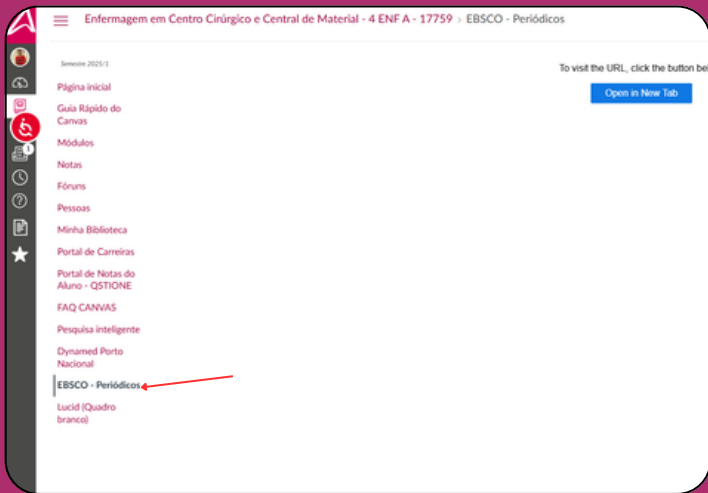 Enfermagem em Centro Cirúrgico e Central de Material - 4 ENF A - 17759 > EBSCO - Periódicos
Semestre 2025/1
To visit the URL, click the button
Open in New Tab
Página inicial
Guia Rápido do
Canvas
Módulos
Notas
Fóruns
Pessoas
Minha Biblioteca
Portal de Carreiras
Portal de Notas do
Aluno - QSTIONE
FAQ CANVAS
Pesquisa inteligente
Dynamed Porto
Nacional
EBSCO - Periódicos
Lucid (Quadro
branco)
1